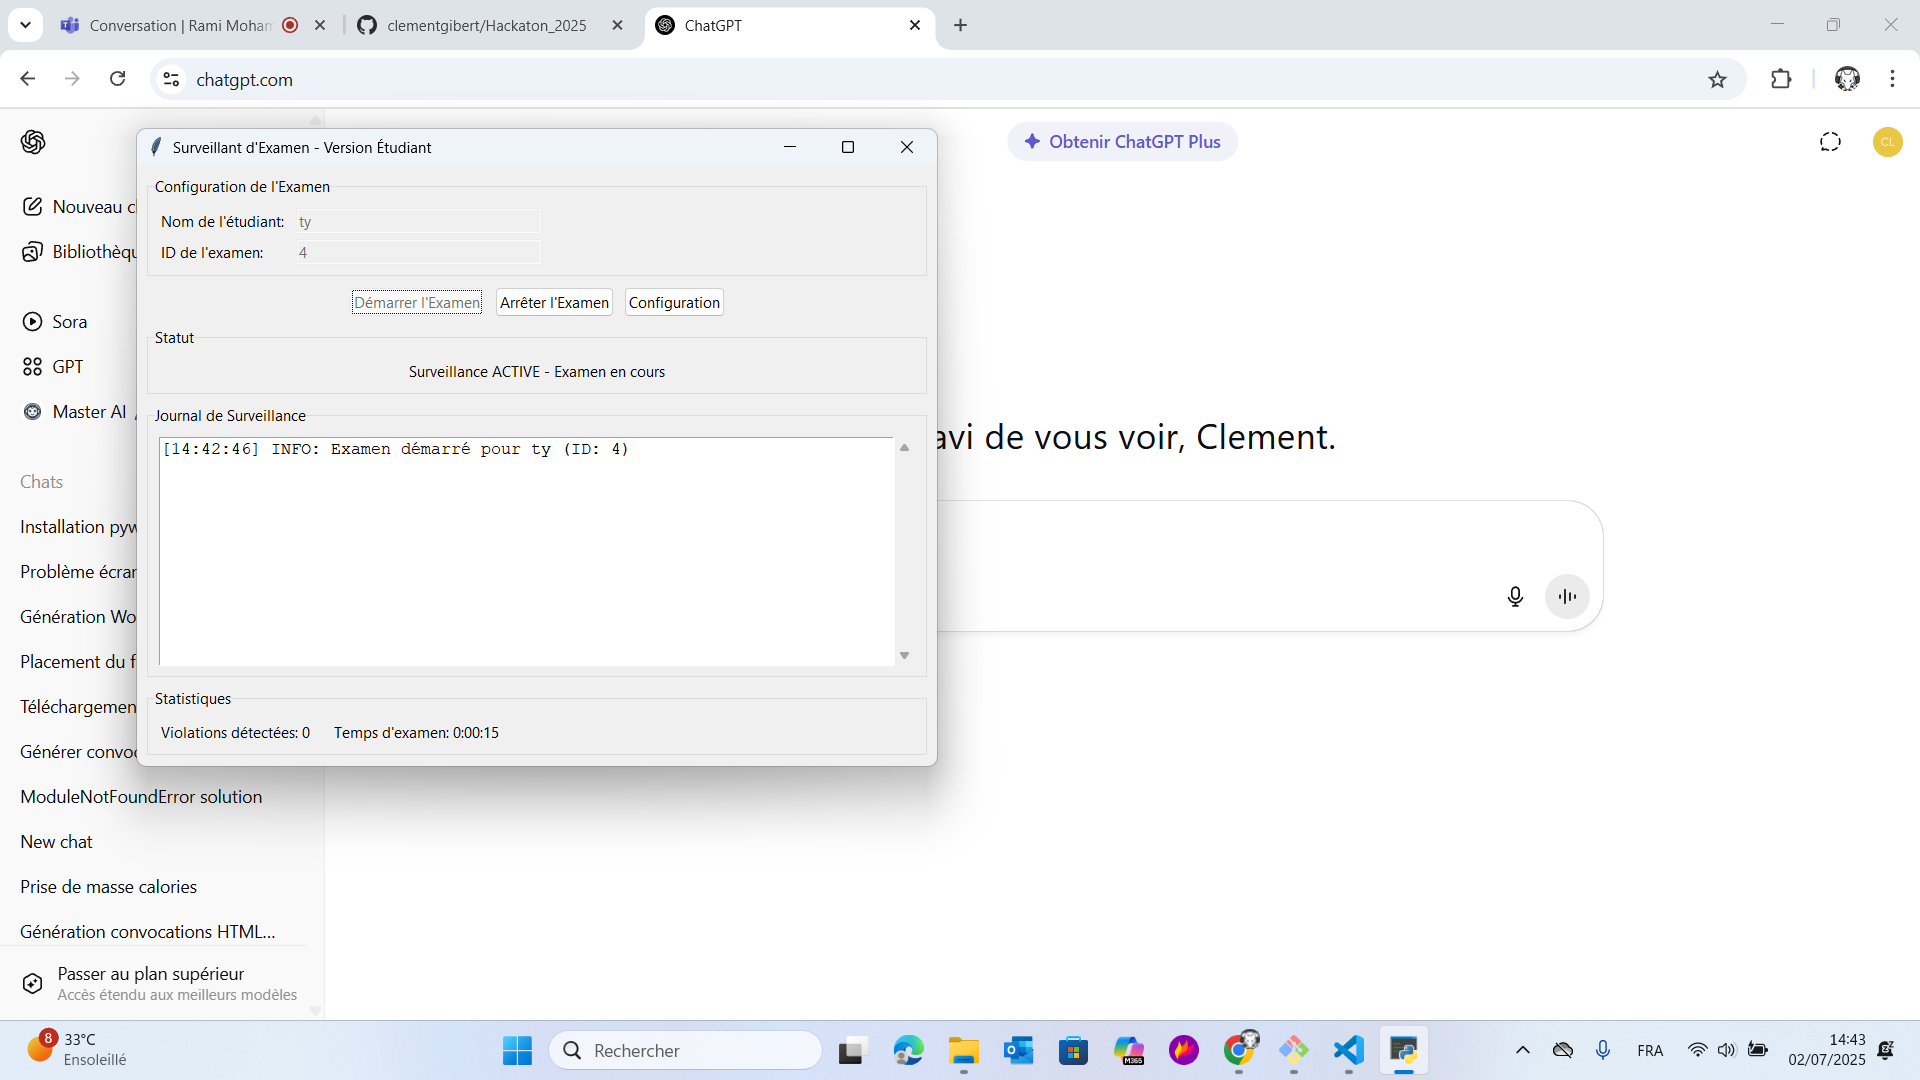 Conversation | Rami Moham
clementgibert/Hackaton_2025
ChatGPT
chatgpt.com
Obtenir ChatGPT Plus
CL
Nouveau c
Bibliothèqu
Sora
GPT
Master AI
Chats
Installation pyw
Problème écran
Génération Wo
Placement du f
Téléchargemen
Générer convoc
ModuleNotFoundError solution
New chat
Prise de masse calories
Génération convocations HTML...
Passer au plan supérieur
Accès étendu aux meilleurs modèles
Surveillant d'Examen - Version Étudiant
Configuration de l'Examen
Nom de l'étudiant: ty
ID de l'examen: 4
Démarrer l'Examen Arrêter l'Examen Configuration
Statut
Surveillance ACTIVE - Examen en cours
Journal de Surveillance
[14:42:46] INFO: Examen démarré pour ty (ID: 4)
Statistiques
Violations détectées: 0 Temps d'examen: 0:00:15
avi de vous voir, Clement.
8
33°C
Ensoleillé
Rechercher
M365
FRA
14:43
02/07/2025